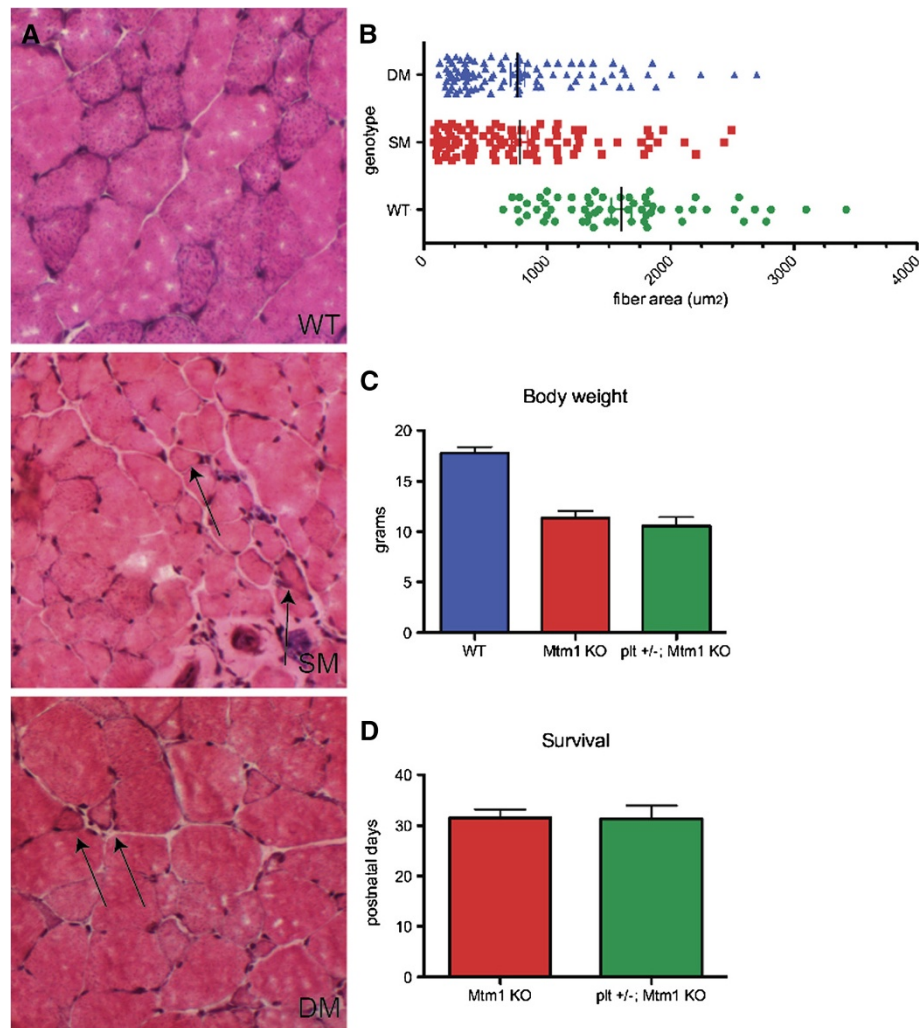 A
WT
SM
DM
B
genotype
DM
SM
WT
0
1000
2000
3000
4000
fiber area (um2)
C
Body weight
grams
20
15
10
5
0
WT
Mtm1 KO
plt +/-; Mtm1 KO
D
Survival
postnatal days
40
30
20
10
0
Mtm1 KO
plt +/-; Mtm1 KO